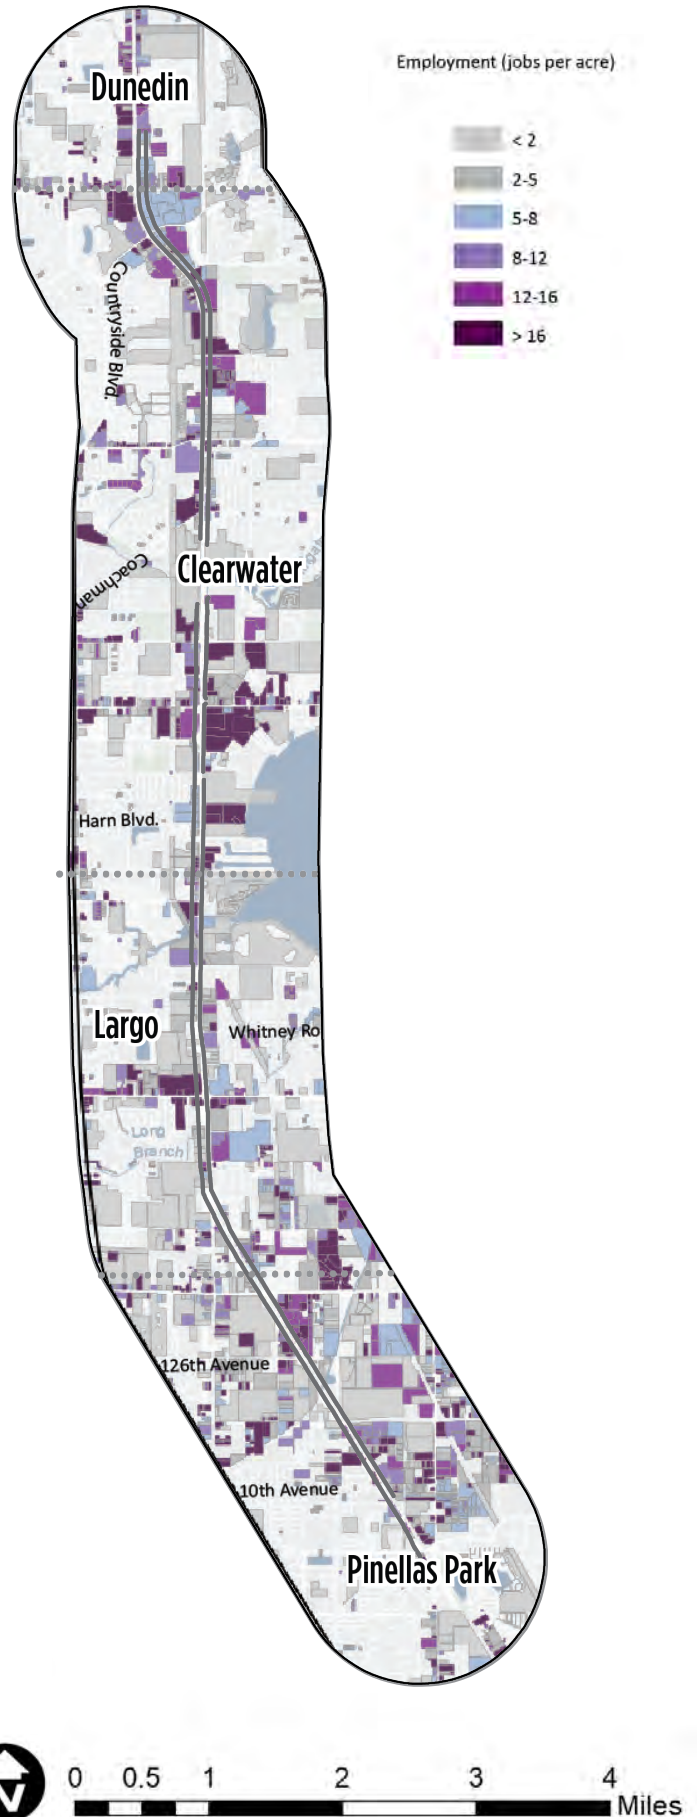 Employment (jobs per acre)
Dunedin
< 2
2-5
5-8
8-12
12-16
> 16
Countryside Blvd.
Clearwater
Coachman
Harn Blvd.
Largo
Whitney Ro
Long
Branch
126th Avenue
10th Avenue
Pinellas Park
0 0.5 1 2 3 4
Miles